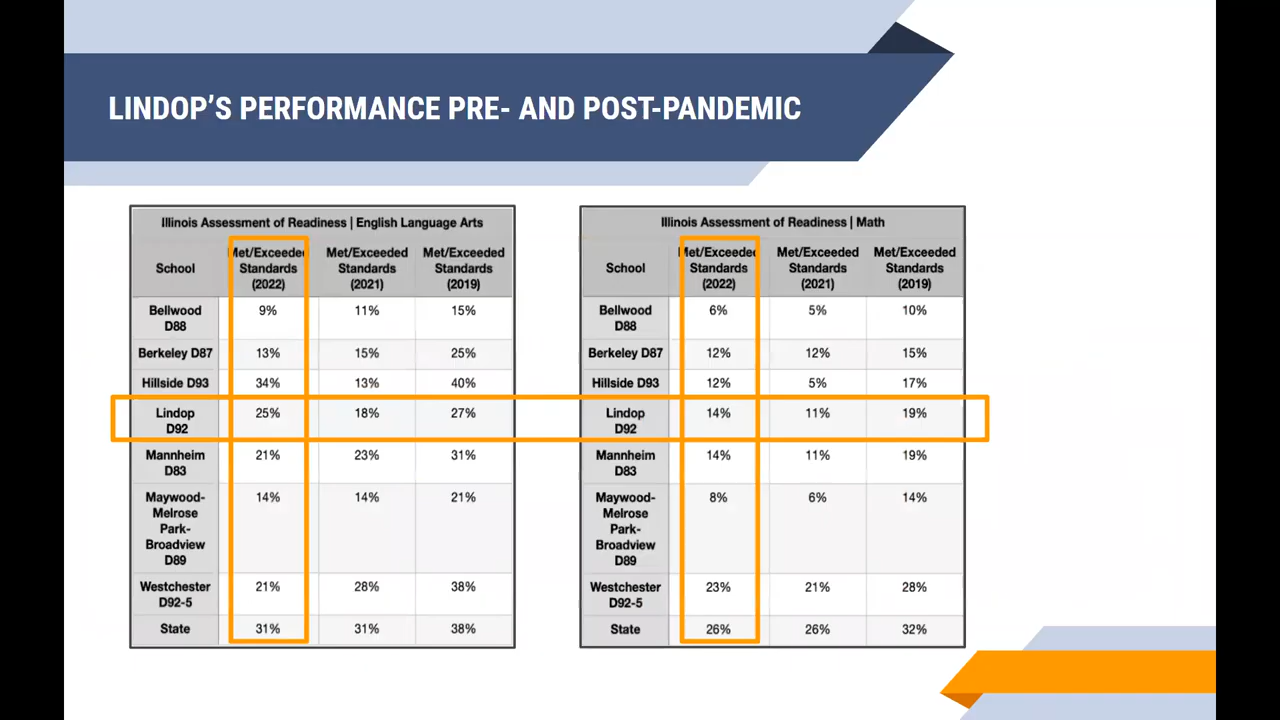 LINDOP'S PERFORMANCE PRE- AND POST-PANDEMIC
Illinois Assessment of Readiness | English Language Arts
School
Met/Exceeded
Standards
(2022)
Met/Exceeded
Standards
(2021)
Met/Exceeded
Standards
(2019)
Bellwood
D88
9%
11%
15%
Berkeley D87
13%
15%
25%
Hillside D93
34%
13%
40%
Lindop
D92
25%
18%
27%
Mannheim
D83
21%
23%
31%
Maywood-
Melrose
Park-
Broadview
D89
14%
14%
21%
Westchester
D92-5
21%
28%
38%
State
31%
31%
38%
Illinois Assessment of Readiness | Math
School
Met/Exceeded
Standards
(2022)
Met/Exceeded
Standards
(2021)
Met/Exceeded
Standards
(2019)
Bellwood
D88
6%
5%
10%
Berkeley D87
12%
12%
15%
Hillside D93
12%
5%
17%
Lindop
D92
14%
11%
19%
Mannheim
D83
14%
11%
19%
Maywood-
Melrose
Park-
Broadview
D89
8%
6%
14%
Westchester
D92-5
23%
21%
28%
State
26%
26%
32%